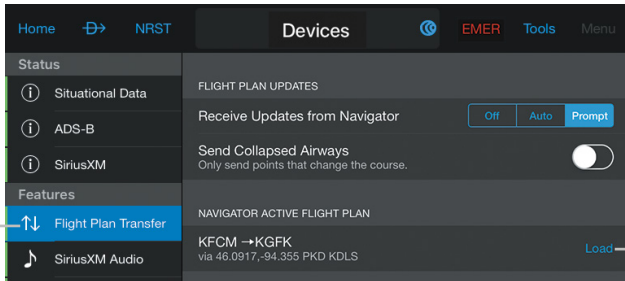 Home NRST Devices EMER Tools Menu
Status
Situational Data
ADS-B
SiriusXM
Features
Flight Plan Transfer
SiriusXM Audio
FLIGHT PLAN UPDATES
Receive Updates from Navigator Off Auto Prompt
Send Collapsed Airways
Only send points that change the course.
NAVIGATOR ACTIVE FLIGHT PLAN
KFCM →KGFK
via 46.0917,-94.355 PKD KDLS Load